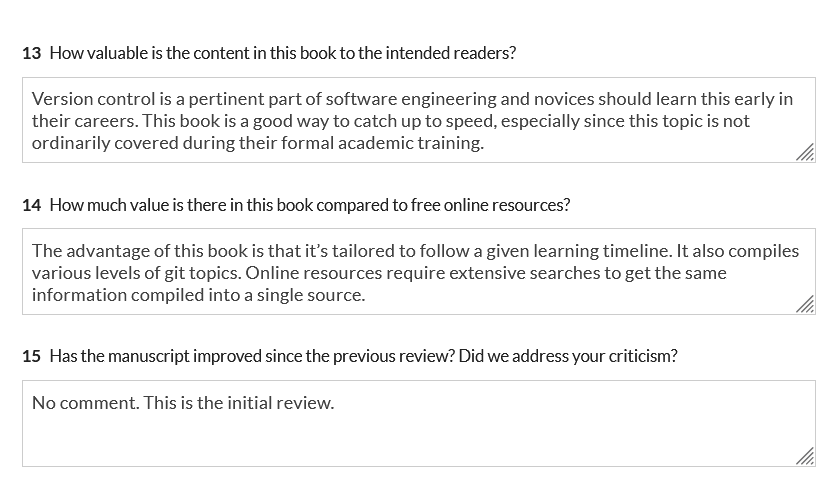 13 How valuable is the content in this book to the intended readers?
Version control is a pertinent part of software engineering and novices should learn this early in
their careers. This book is a good way to catch up to speed, especially since this topic is not
ordinarily covered during their formal academic training.
14 How much value is there in this book compared to free online resources?
The advantage of this book is that it’s tailored to follow a given learning timeline. It also compiles
various levels of git topics. Online resources require extensive searches to get the same
information compiled into a single source.
15 Has the manuscript improved since the previous review? Did we address your criticism?
No comment. This is the initial review.